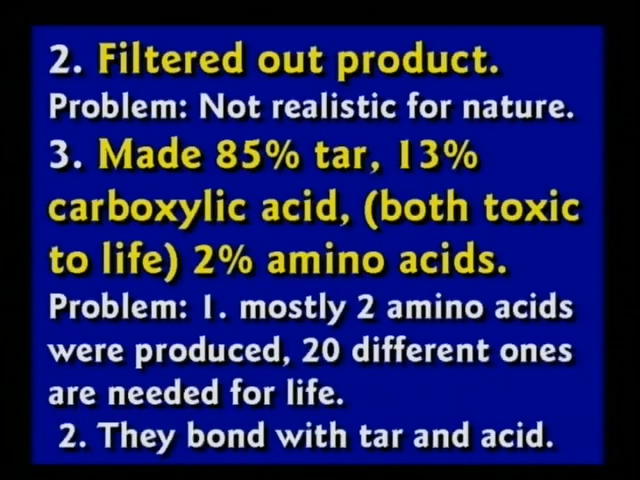 2. Filtered out product.
Problem: Not realistic for nature.
3. Made 85% tar, 13%
carboxylic acid, (both toxic
to life) 2% amino acids.
Problem: 1. mostly 2 amino acids
were produced, 20 different ones
are needed for life.
2. They bond with tar and acid.